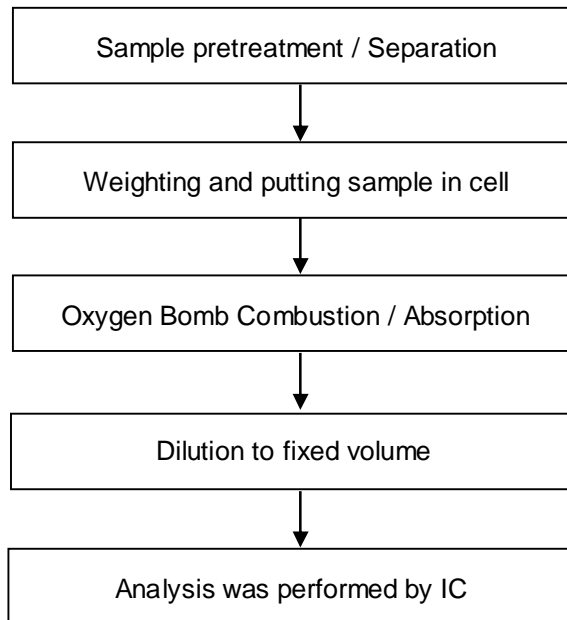 Sample pretreatment / Separation
Weighting and putting sample in cell
Oxygen Bomb Combustion / Absorption
Dilution to fixed volume
Analysis was performed by IC